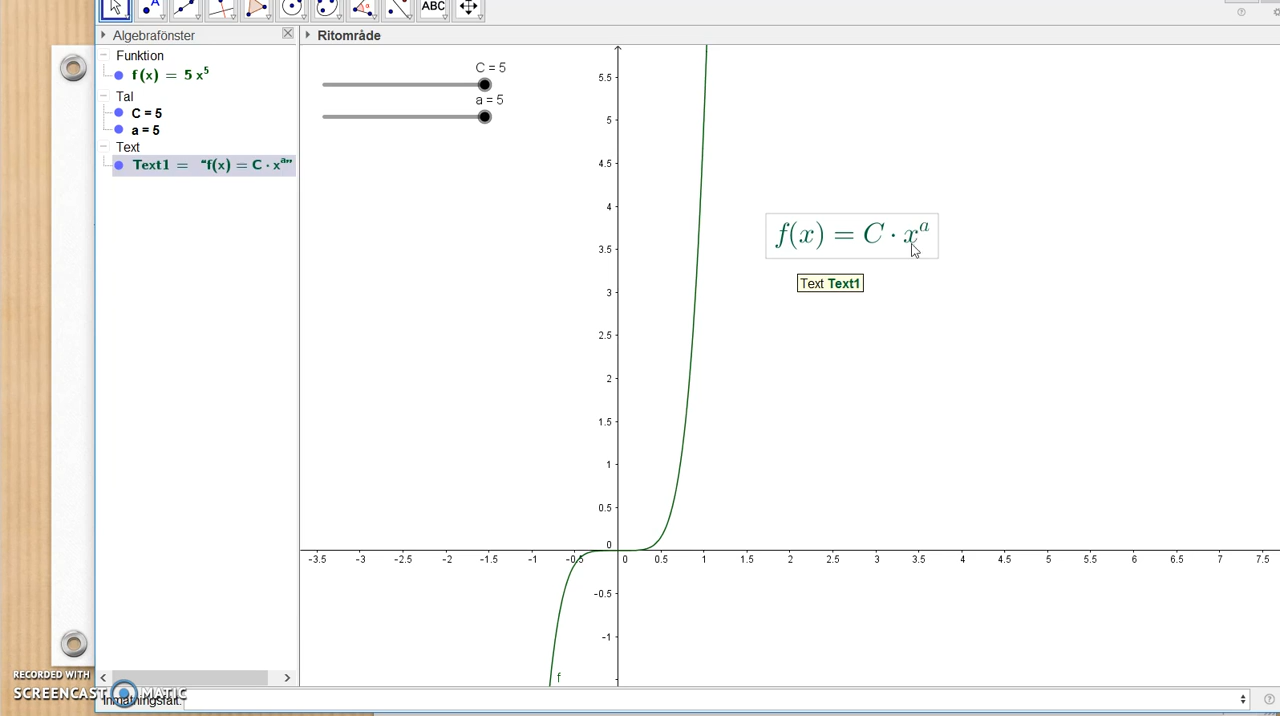 ABC
Algebrafönster
Ritområde
Funktion
f(x) = 5 x⁵
Tal
C = 5
a = 5
Text
Text1 = “f(x) = C · xᵃ”
C = 5
a = 5
f(x) = C · xᵃ
Text Text1
5.5
5
4.5
4
3.5
3
2.5
2
1.5
1
0.5
0
-3.5 -3 -2.5 -2 -1.5 -1 -0.5 0 0.5 1 1.5 2 2.5 3 3.5 4 4.5 5 5.5 6 6.5 7 7.5
-0.5
-1
f
RECORDED WITH
SCREENCAST-O-MATIC
Inmatningsfält: